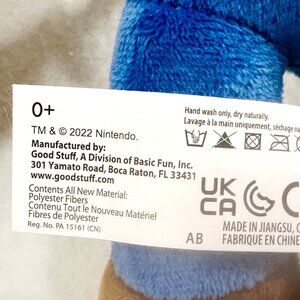 0+
Hand wash only, dry naturally.
Lavage à la main uniquement, séchage
TM & © 2022 Nintendo.
Manufactured by:
Good Stuff, A Division of Basic Fun, Inc.
301 Yamato Road, Boca Raton, FL 33431
www.goodstuff.com
Contents All New Material:
Polyester Fibers
Contenu Tout le Nouveau Matériel
Fibres de Polyester
Reg. No. PA 15161 (CN)
UK
CA
AB
MADE IN JIANGSU, C
FABRIQUE EN CHINE